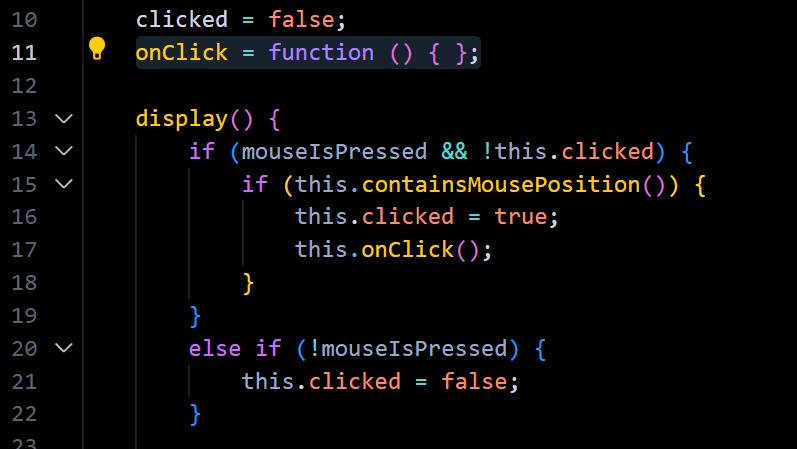 10 clicked = false;
11 onClick = function () { };
12
13 display() {
14 if (mouseIsPressed && !this.clicked) {
15 if (this.containsMousePosition()) {
16 this.clicked = true;
17 this.onClick();
18 }
19 }
20 else if (!mouseIsPressed) {
21 this.clicked = false;
22 }
23